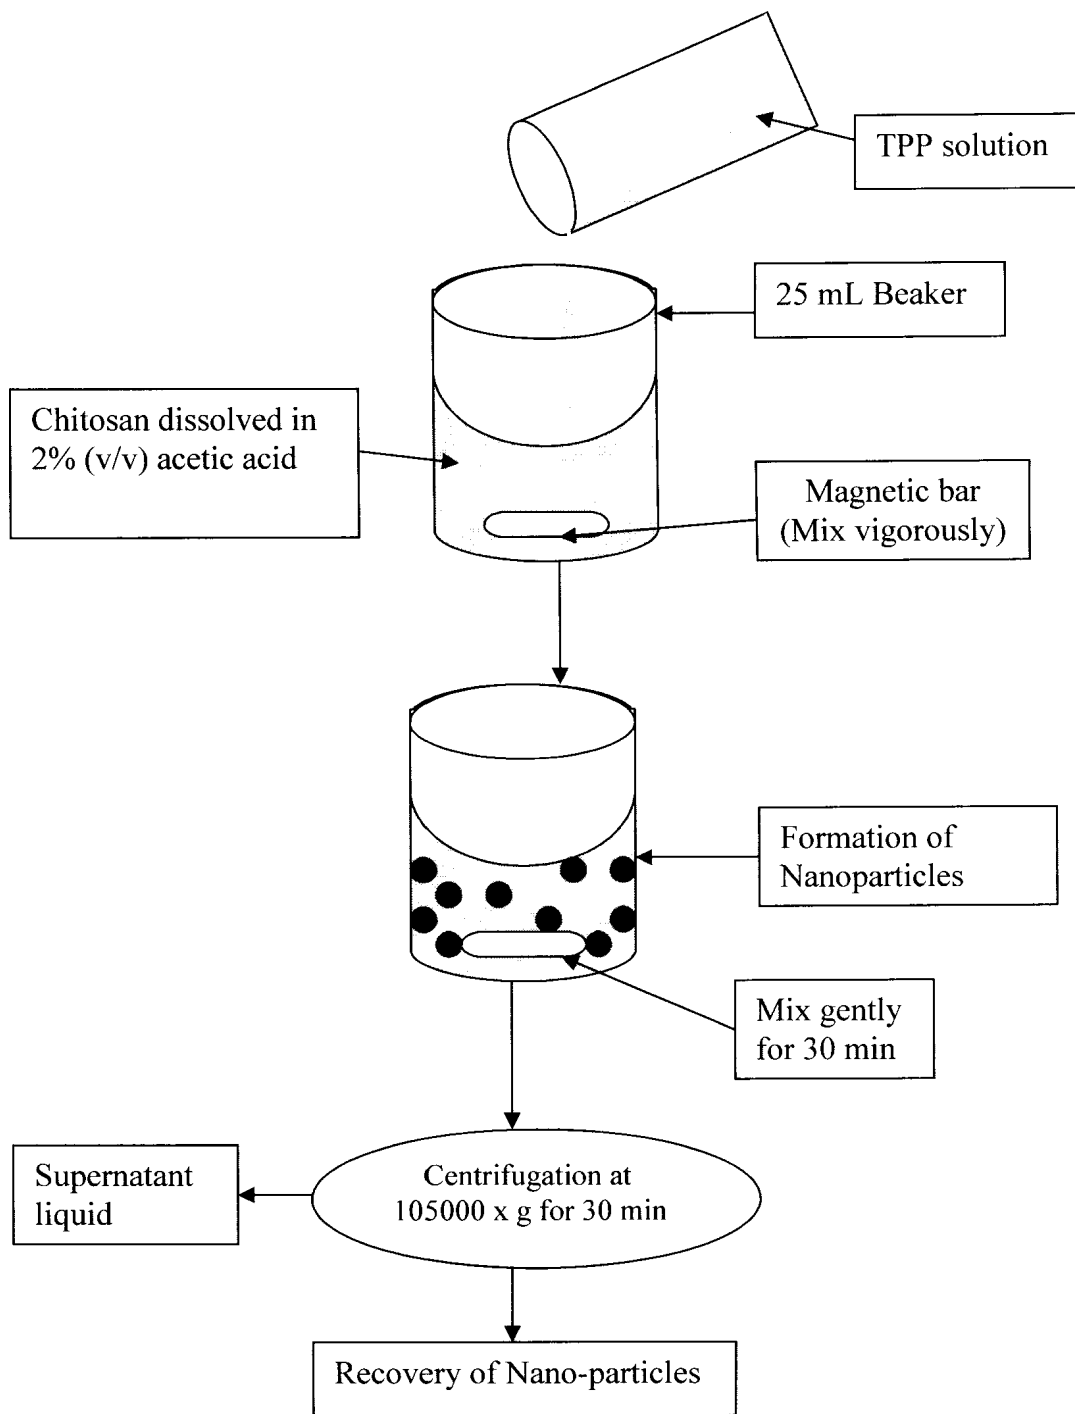 TPP solution
25 mL Beaker
Chitosan dissolved in
2% (v/v) acetic acid
Magnetic bar
(Mix vigorously)
Formation of
Nanoparticles
Mix gently
for 30 min
Supernatant
liquid
Centrifugation at
105000 x g for 30 min
Recovery of Nano-particles